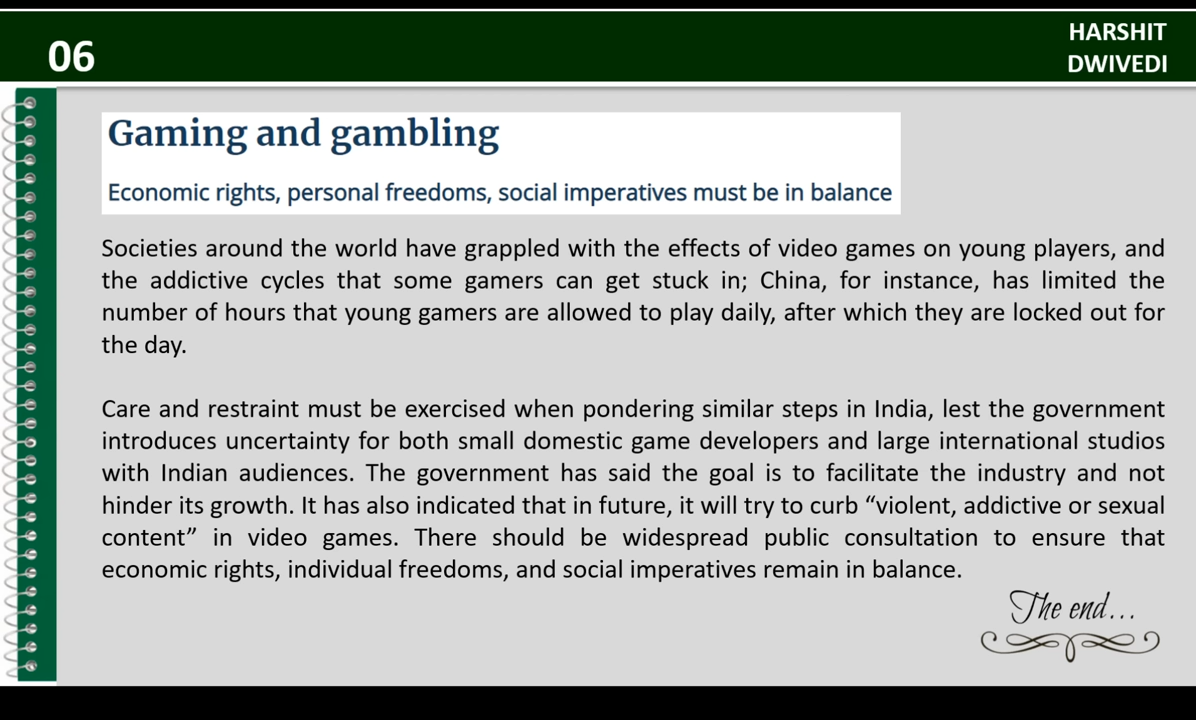 06
HARSHIT
DWIVEDI
Gaming and gambling
Economic rights, personal freedoms, social imperatives must be in balance
Societies around the world have grappled with the effects of video games on young players, and
the addictive cycles that some gamers can get stuck in; China, for instance, has limited the
number of hours that young gamers are allowed to play daily, after which they are locked out for
the day.
Care and restraint must be exercised when pondering similar steps in India, lest the government
introduces uncertainty for both small domestic game developers and large international studios
with Indian audiences. The government has said the goal is to facilitate the industry and not
hinder its growth. It has also indicated that in future, it will try to curb “violent, addictive or sexual
content” in video games. There should be widespread public consultation to ensure that
economic rights, individual freedoms, and social imperatives remain in balance.
The end...